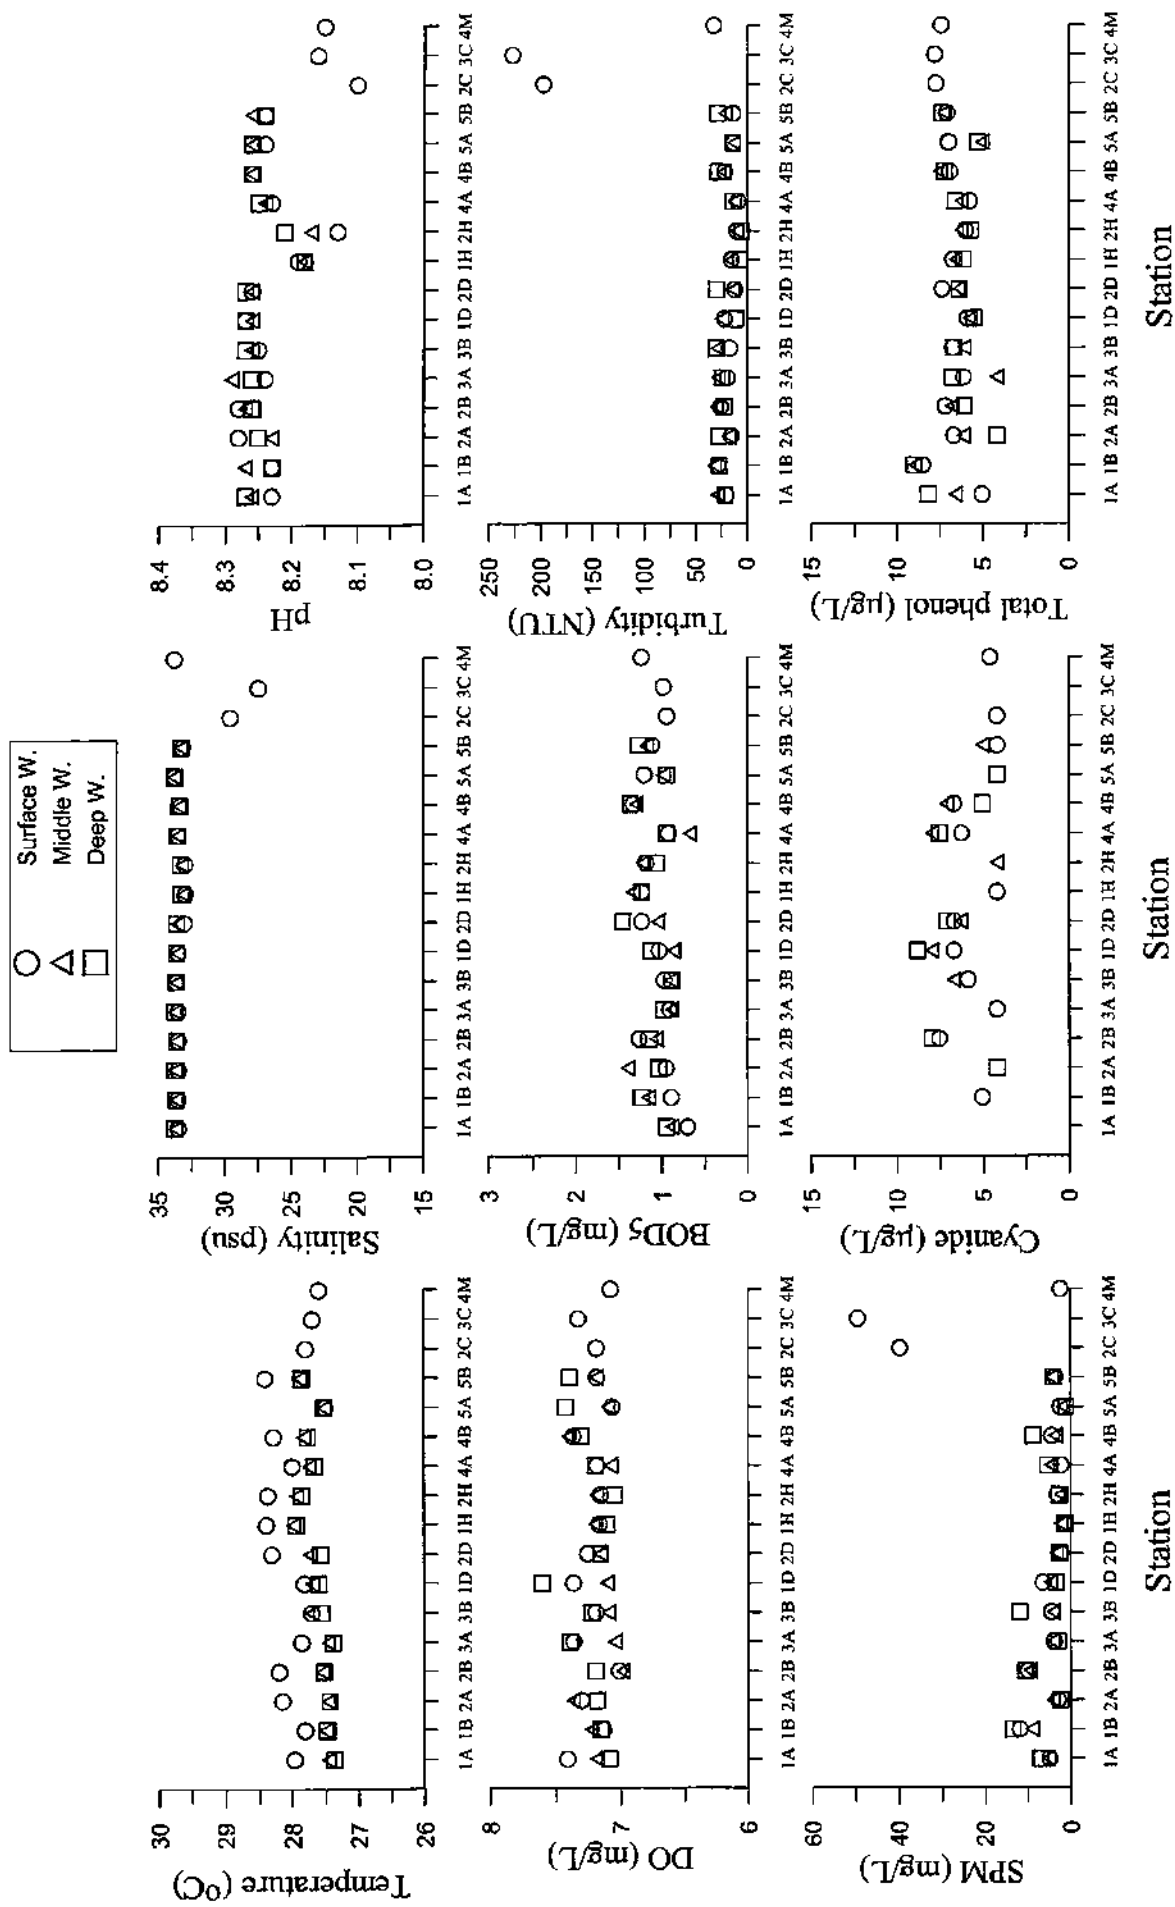 Surface W.
Middle W.
Deep W.
Temperature (°C)
30
29
28
27
26
1A 1B 2A 2B 3A 3B 1D 2D 1H 2H 4A 4B 5A 5B 2C 3C 4M
Salinity (psu)
35
30
25
20
15
1A 1B 2A 2B 3A 3B 1D 2D 1H 2H 4A 4B 5A 5B 2C 3C 4M
pH
8.4
8.3
8.2
8.1
8.0
1A 1B 2A 2B 3A 3B 1D 2D 1H 2H 4A 4B 5A 5B 2C 3C 4M
DO (mg/L)
8
7
6
1A 1B 2A 2B 3A 3B 1D 2D 1H 2H 4A 4B 5A 5B 2C 3C 4M
BOD₅ (mg/L)
3
2
1
0
1A 1B 2A 2B 3A 3B 1D 2D 1H 2H 4A 4B 5A 5B 2C 3C 4M
Turbidity (NTU)
250
200
150
100
50
0
1A 1B 2A 2B 3A 3B 1D 2D 1H 2H 4A 4B 5A 5B 2C 3C 4M
SPM (mg/L)
60
40
20
0
1A 1B 2A 2B 3A 3B 1D 2D 1H 2H 4A 4B 5A 5B 2C 3C 4M
Station
Cyanide (μg/L)
15
10
5
0
1A 1B 2A 2B 3A 3B 1D 2D 1H 2H 4A 4B 5A 5B 2C 3C 4M
Station
Total phenol (μg/L)
15
10
5
0
1A 1B 2A 2B 3A 3B 1D 2D 1H 2H 4A 4B 5A 5B 2C 3C 4M
Station